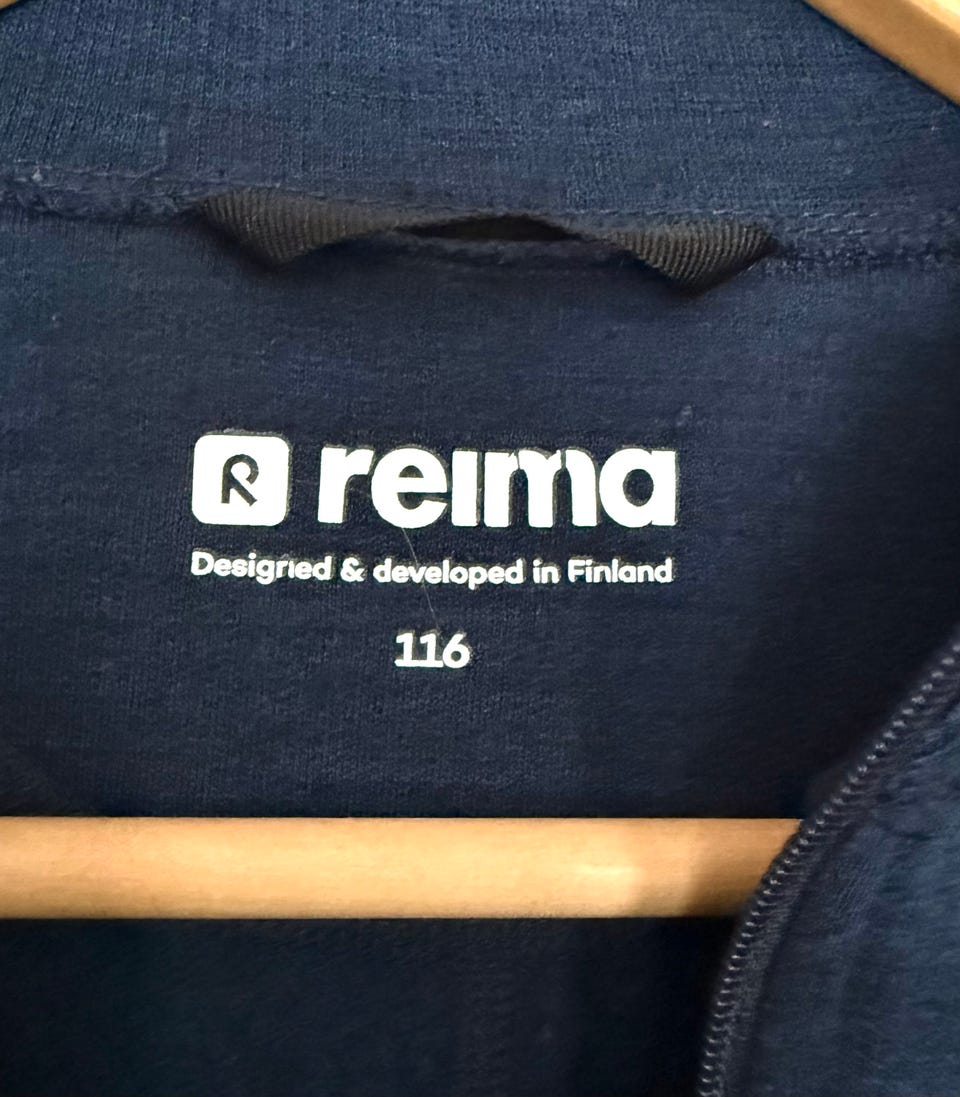 reima
Designed & developed in Finland
116